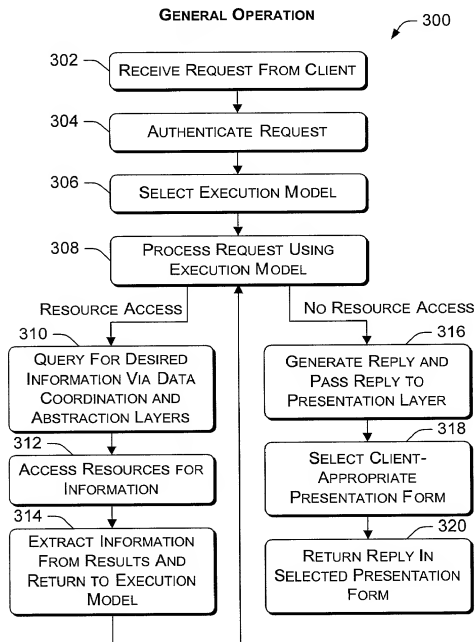 GENERAL OPERATION
300
302
RECEIVE REQUEST FROM CLIENT
304
AUTHENTICATE REQUEST
306
SELECT EXECUTION MODEL
308
PROCESS REQUEST USING
EXECUTION MODEL
RESOURCE ACCESS
NO RESOURCE ACCESS
310
QUERY FOR DESIRED
INFORMATION VIA DATA
COORDINATION AND
ABSTRACTION LAYERS
312
ACCESS RESOURCES FOR
INFORMATION
314
EXTRACT INFORMATION
FROM RESULTS AND
RETURN TO EXECUTION
MODEL
316
GENERATE REPLY AND
PASS REPLY TO
PRESENTATION LAYER
318
SELECT CLIENT-
APPROPRIATE
PRESENTATION FORM
320
RETURN REPLY IN
SELECTED PRESENTATION
FORM